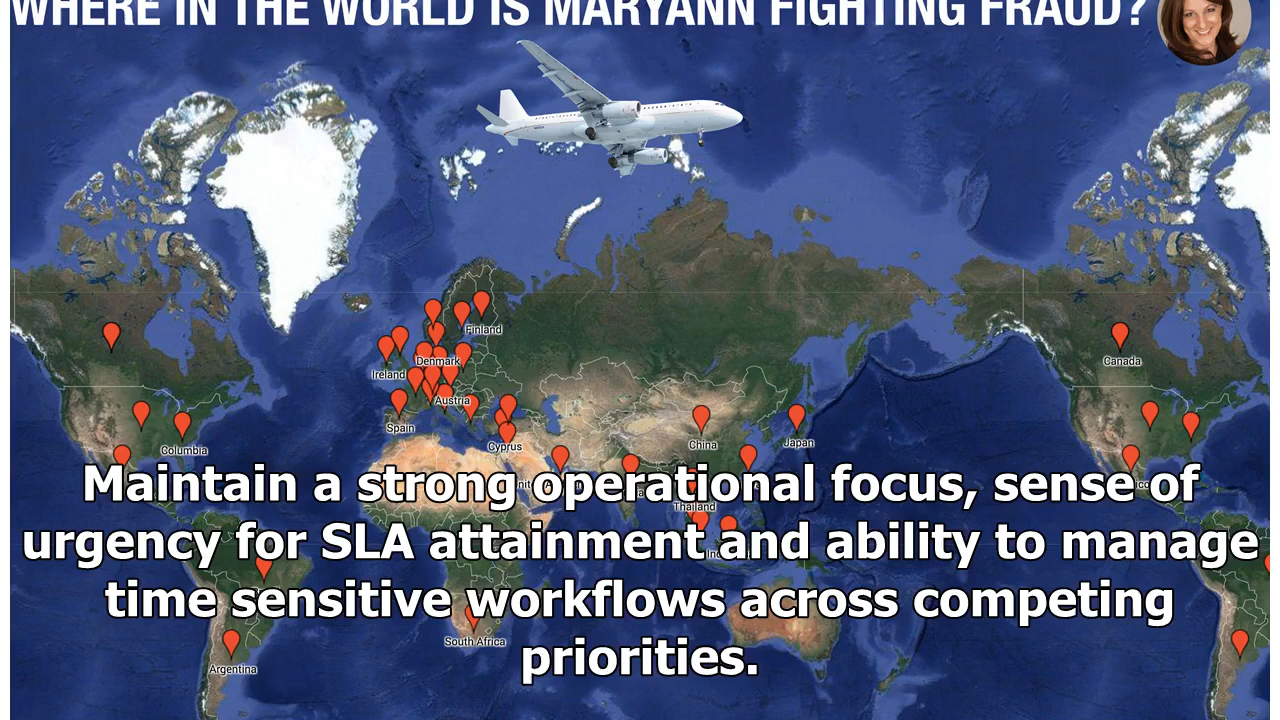 WHERE IN THE WORLD IS MARYANN FIGHTING FRAUD?
Finland
Denmark
Ireland
Canada
Austria
Spain
Columbia
Cyprus
China
Japan
Maintain a strong operational focus, sense of
Thailand
urgency for SLA attainment and ability to manage
time sensitive workflows across competing
South Africa
priorities.
Argentina